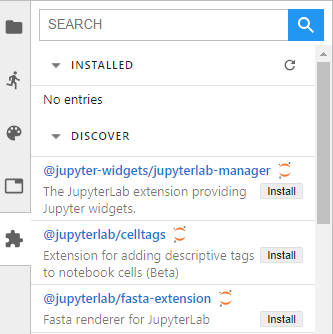 SEARCH
INSTALLED
No entries
DISCOVER
@jupyter-widgets/jupyterlab-manager
The JupyterLab extension providing
Jupyter widgets.
Install
@jupyterlab/celltags
Extension for adding descriptive tags
to notebook cells (Beta)
Install
@jupyterlab/fasta-extension
Fasta renderer for JupyterLab
Install